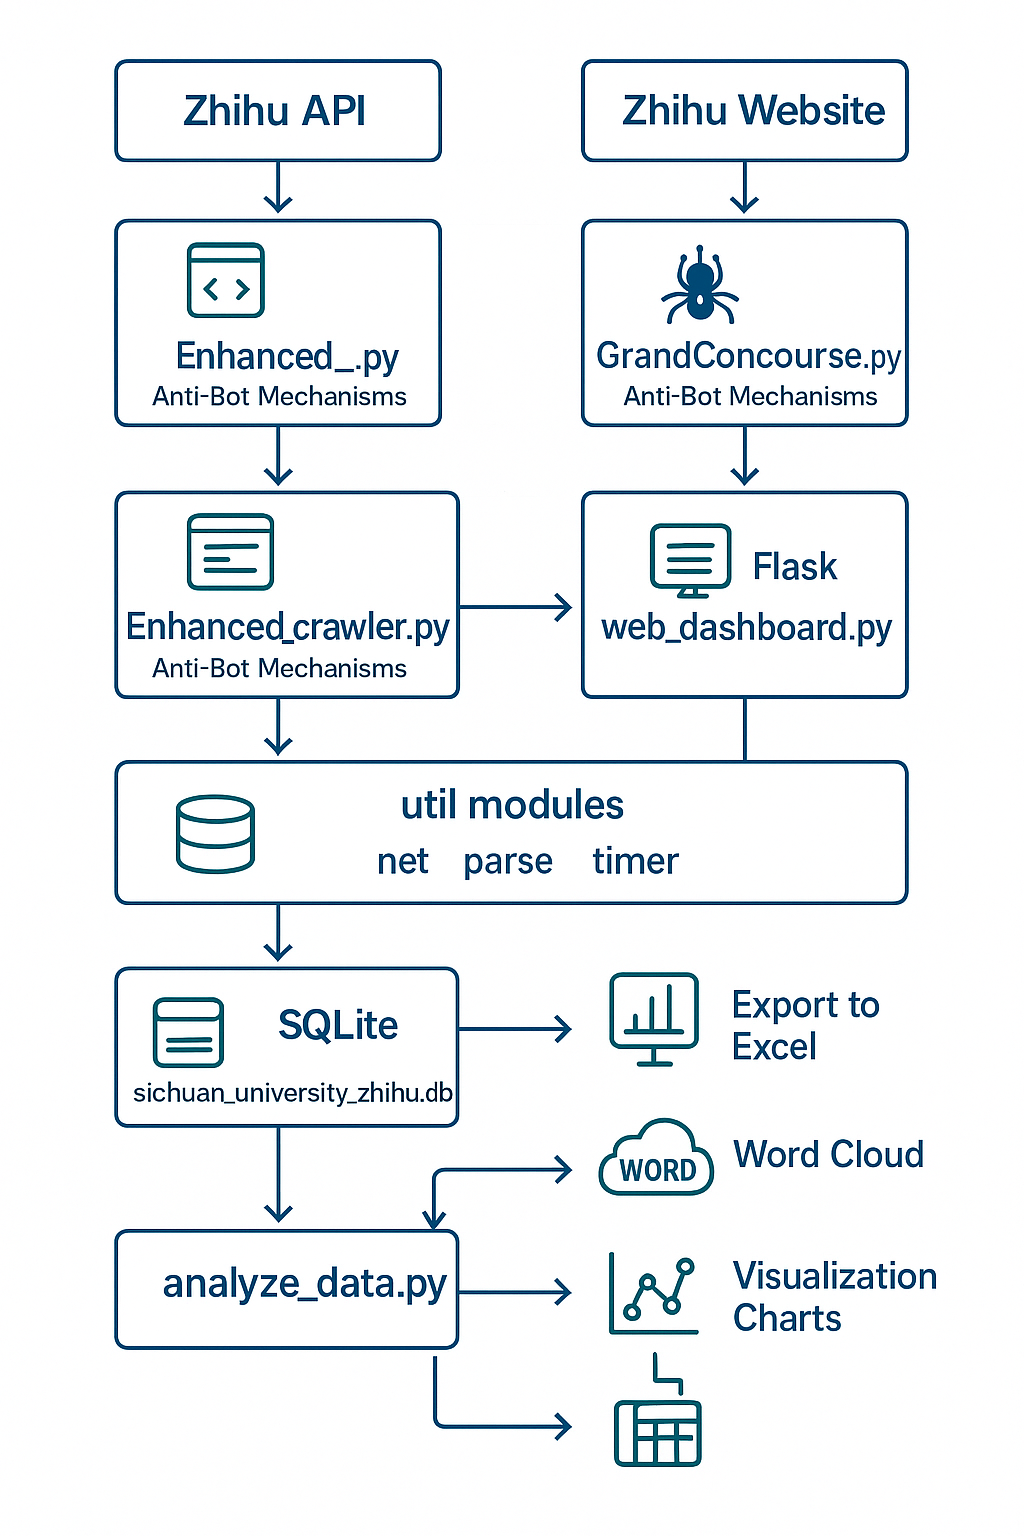 Zhihu API
Zhihu Website
Enhanced_.py
Anti-Bot Mechanisms
GrandConcourse.py
Anti-Bot Mechanisms
Enhanced_crawler.py
Anti-Bot Mechanisms
Flask
web_dashboard.py
util modules
net parse timer
SQLite
sichuan_university_zhihu.db
Export to
Excel
WORD
Word Cloud
analyze_data.py
Visualization
Charts